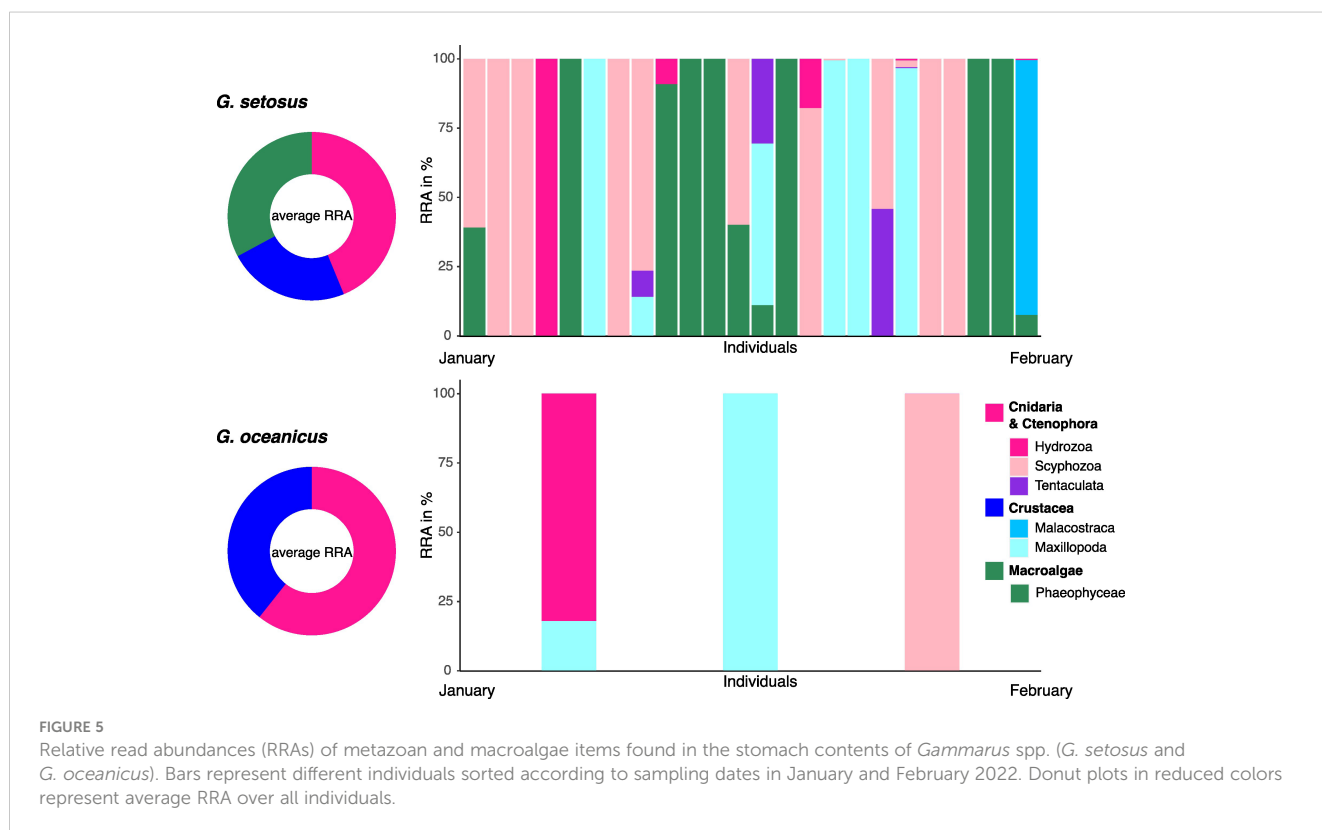 G. setosus
average RRA
RRA in %
100
75
50
25
0
January
Individuals
February
G. oceanicus
average RRA
RRA in %
100
75
50
25
0
January
Individuals
February
Cnidaria
& Ctenophora
Hydrozoa
Scyphozoa
Tentaculata
Crustacea
Malacostraca
Maxillopoda
Macroalgae
Phaeophyceae
FIGURE 5
Relative read abundances (RRAs) of metazoan and macroalgae items found in the stomach contents of Gammarus spp. (G. setosus and
G. oceanicus). Bars represent different individuals sorted according to sampling dates in January and February 2022. Donut plots in reduced colors
represent average RRA over all individuals.